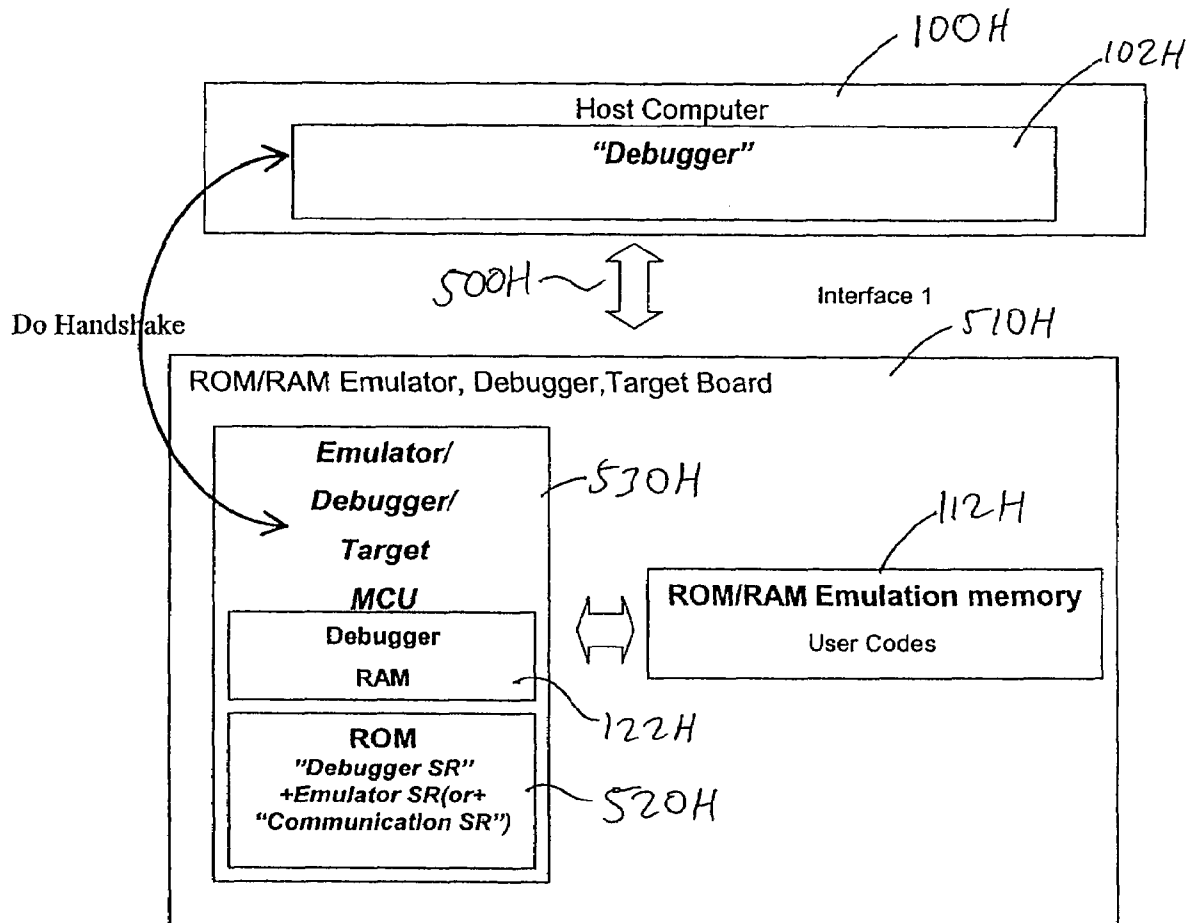 100H
102H
Host Computer
"Debugger"
500H
Interface 1
Do Handshake
510H
ROM/RAM Emulator, Debugger,Target Board
Emulator/
Debugger/
Target
MCU
530H
112H
ROM/RAM Emulation memory
User Codes
Debugger
RAM
122H
ROM
"Debugger SR"
+Emulator SR(or+
"Communication SR")
520H